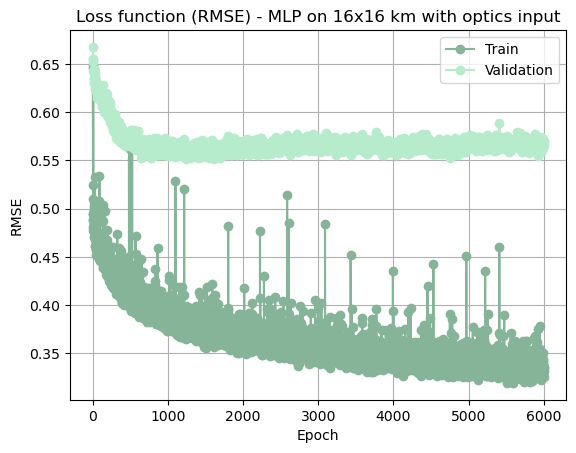 Loss function (RMSE) - MLP on 16x16 km with optics input
Train
Validation
RMSE
0.65
0.60
0.55
0.50
0.45
0.40
0.35
0 1000 2000 3000 4000 5000 6000
Epoch